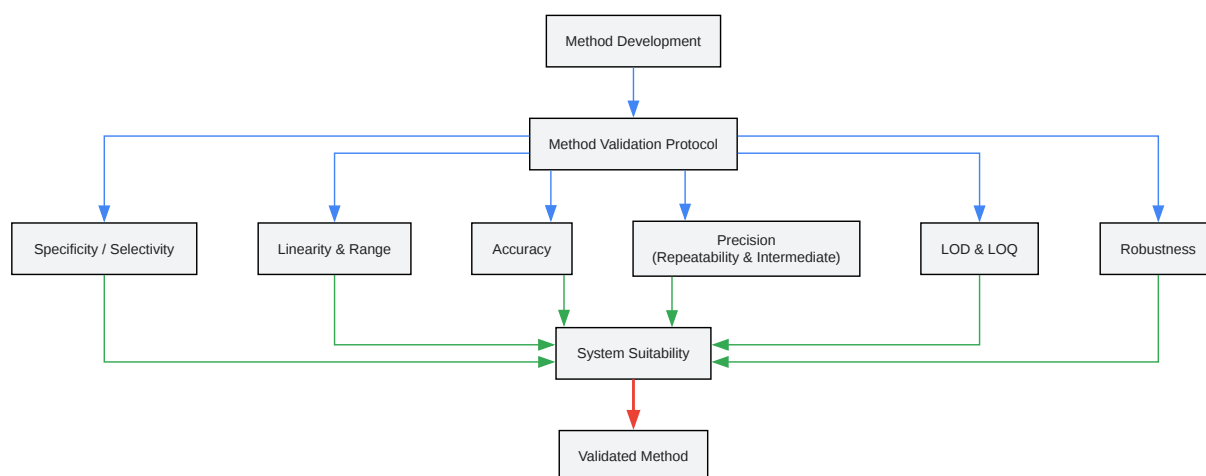 Method Development
Method Validation Protocol
Specificity / Selectivity
Linearity & Range
Accuracy
Precision
(Repeatability & Intermediate)
LOD & LOQ
Robustness
System Suitability
Validated Method